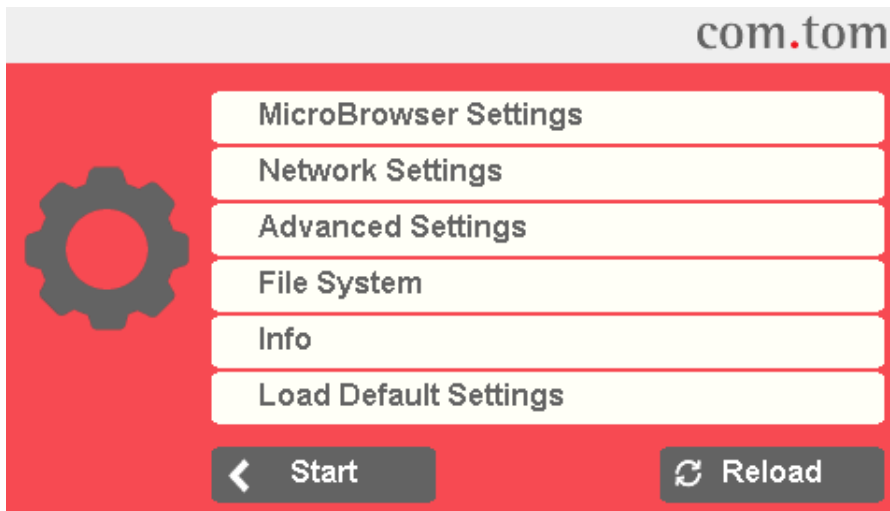 com.tom
MicroBrowser Settings
Network Settings
Advanced Settings
File System
Info
Load Default Settings
Start
Reload